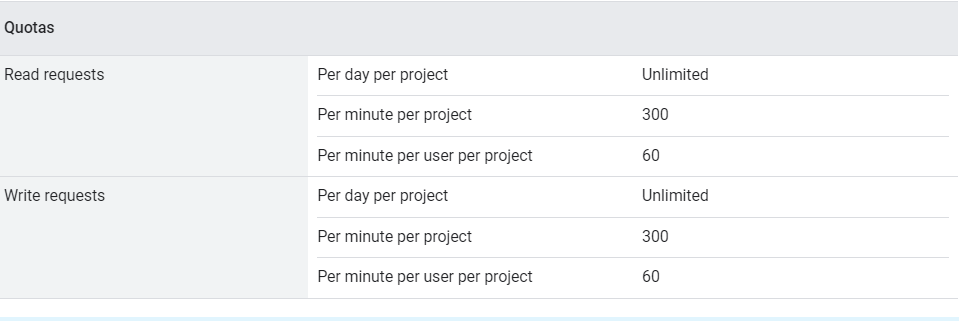 Quotas
Read requests Per day per project Unlimited
Per minute per project 300
Per minute per user per project 60
Write requests Per day per project Unlimited
Per minute per project 300
Per minute per user per project 60